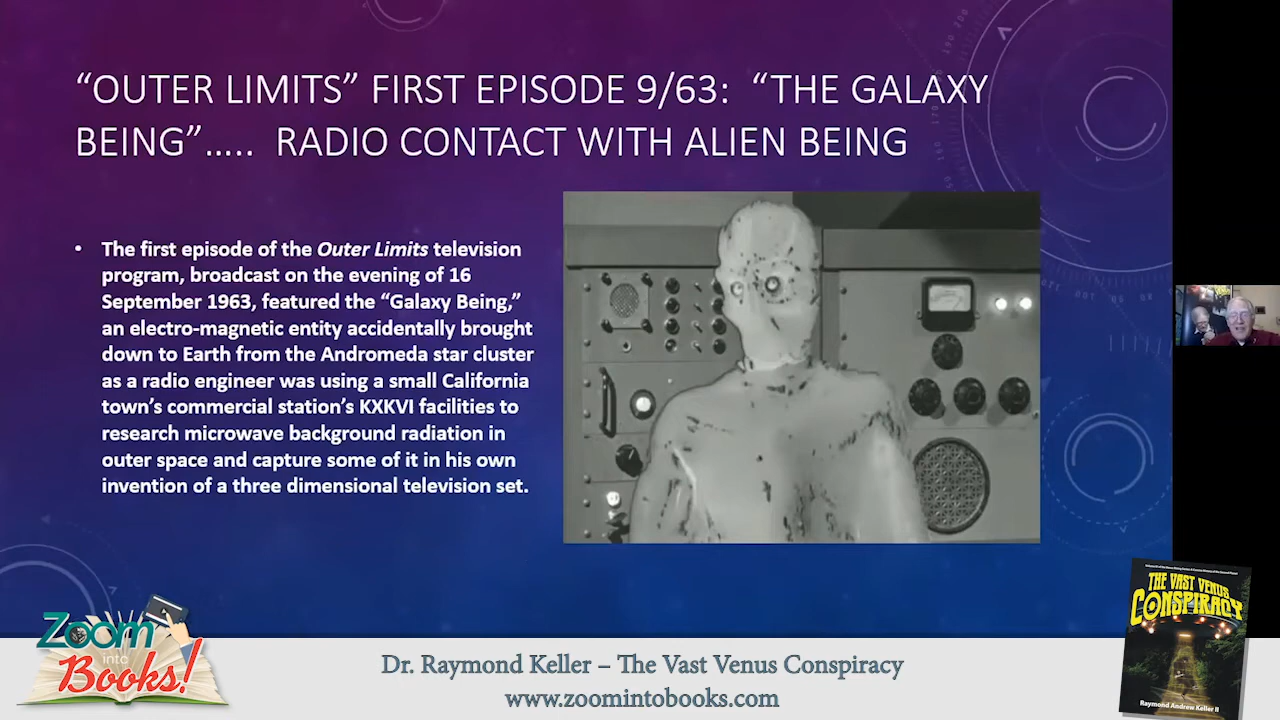 “OUTER LIMITS” FIRST EPISODE 9/63: “THE GALAXY
BEING”..... RADIO CONTACT WITH ALIEN BEING
• The first episode of the Outer Limits television
program, broadcast on the evening of 16
September 1963, featured the “Galaxy Being,”
an electro-magnetic entity accidentally brought
down to Earth from the Andromeda star cluster
as a radio engineer was using a small California
town’s commercial station’s KXKVI facilities to
research microwave background radiation in
outer space and capture some of it in his own
invention of a three dimensional television set.
Zoom
into
Books!
Dr. Raymond Keller – The Vast Venus Conspiracy
www.zoomintobooks.com
THE VAST VENUS
CONSPIRACY
Raymond Andrew Keller II